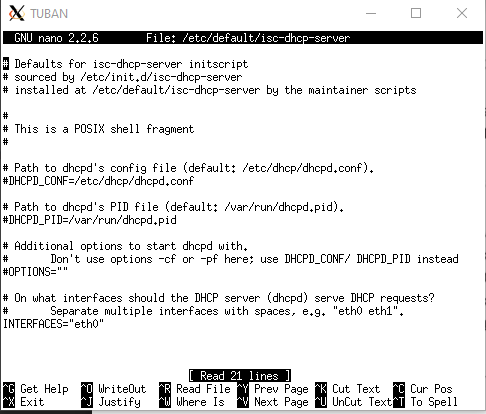 TUBAN
GNU nano 2.2.6 File: /etc/default/isc-dhcp-server
# Defaults for isc-dhcp-server initscript
# sourced by /etc/init.d/isc-dhcp-server
# installed at /etc/default/isc-dhcp-server by the maintainer scripts
#
# This is a POSIX shell fragment
#
# Path to dhcpd's config file (default: /etc/dhcp/dhcpd.conf).
#DHCPD_CONF=/etc/dhcp/dhcpd.conf
# Path to dhcpd's PID file (default: /var/run/dhcpd.pid).
#DHCPD_PID=/var/run/dhcpd.pid
# Additional options to start dhcpd with.
# Don't use options -cf or -pf here; use DHCPD_CONF/ DHCPD_PID instead
#OPTIONS=""
# On what interfaces should the DHCP server (dhcpd) serve DHCP requests?
# Separate multiple interfaces with spaces, e.g. "eth0 eth1".
INTERFACES="eth0"
[ Read 21 lines ]
^G Get Help ^O WriteOut ^R Read File ^Y Prev Page ^K Cut Text ^C Cur Pos
^X Exit ^J Justify ^W Where Is ^V Next Page ^U UnCut Text ^T To Spell